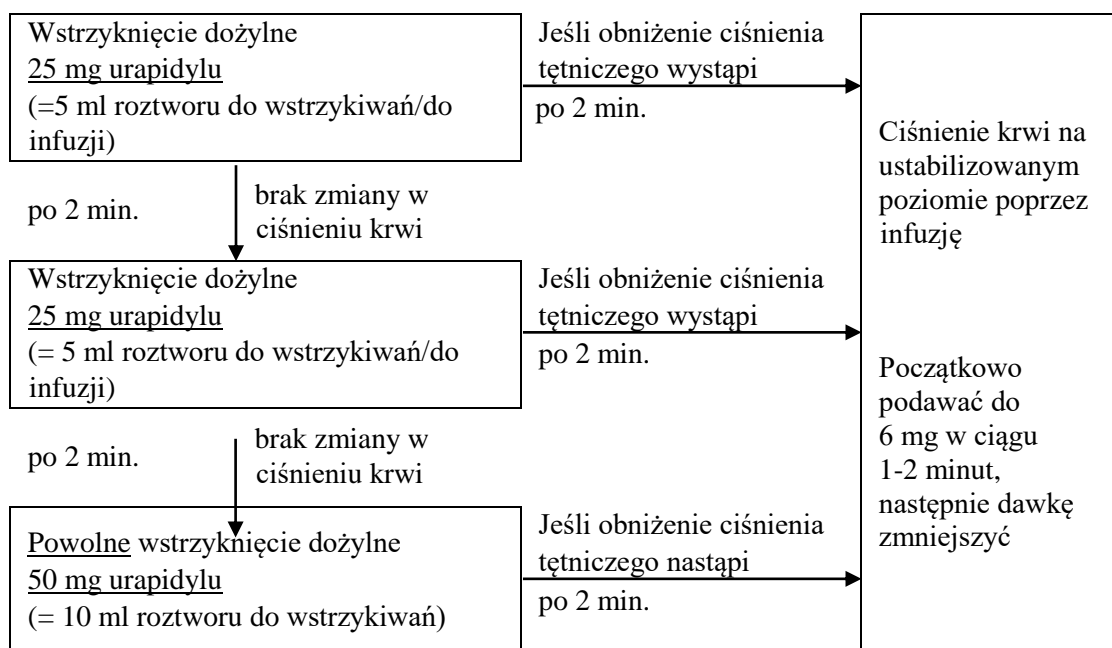 Wstrzyknięcie dożylne
25 mg urapidylu
(=5 ml roztworu do wstrzykiwań/do
infuzji)
Jeśli obniżenie ciśnienia
tętniczego wystąpi
po 2 min.
po 2 min.
brak zmiany w
ciśnieniu krwi
Wstrzyknięcie dożylne
25 mg urapidylu
(= 5 ml roztworu do wstrzykiwań/do
infuzji)
Jeśli obniżenie ciśnienia
tętniczego wystąpi
po 2 min.
po 2 min.
brak zmiany w
ciśnieniu krwi
Powolne wstrzyknięcie dożylne
50 mg urapidylu
(= 10 ml roztworu do wstrzykiwań)
Jeśli obniżenie ciśnienia
tętniczego nastąpi
po 2 min.
Ciśnienie krwi na
ustabilizowanym
poziomie poprzez
infuzję
Początkowo
podawać do
6 mg w ciągu
1-2 minut,
następnie dawkę
zmniejszyć